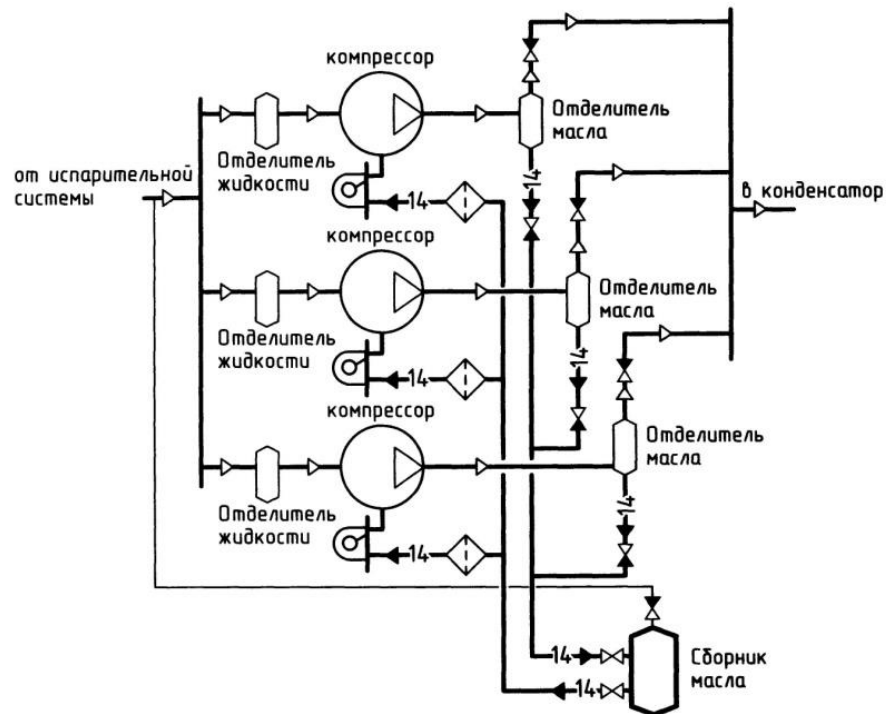 компрессор
Отделитель
масла
Отделитель
жидкости
14
14
от испарительной
системы
в конденсатор
компрессор
Отделитель
масла
Отделитель
жидкости
14
14
компрессор
Отделитель
масла
Отделитель
жидкости
14
14
14
14
Сборник
масла